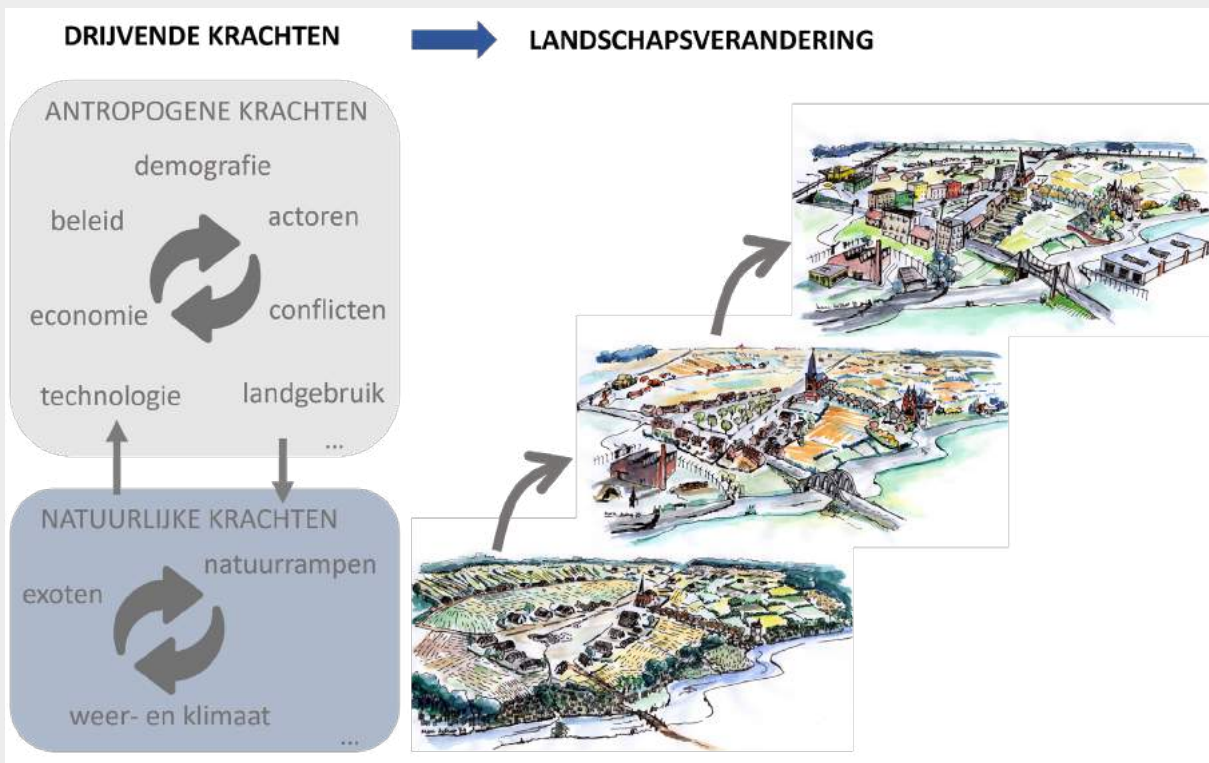 DRIJVENDE KRACHTEN
LANDSCHAPSVERANDERING
ANTROPOGENE KRACHTEN
demografie
beleid
actoren
economie
conflicten
technologie
landgebruik
...
NATUURLIJKE KRACHTEN
natuurrampen
exoten
weer- en klimaat
...